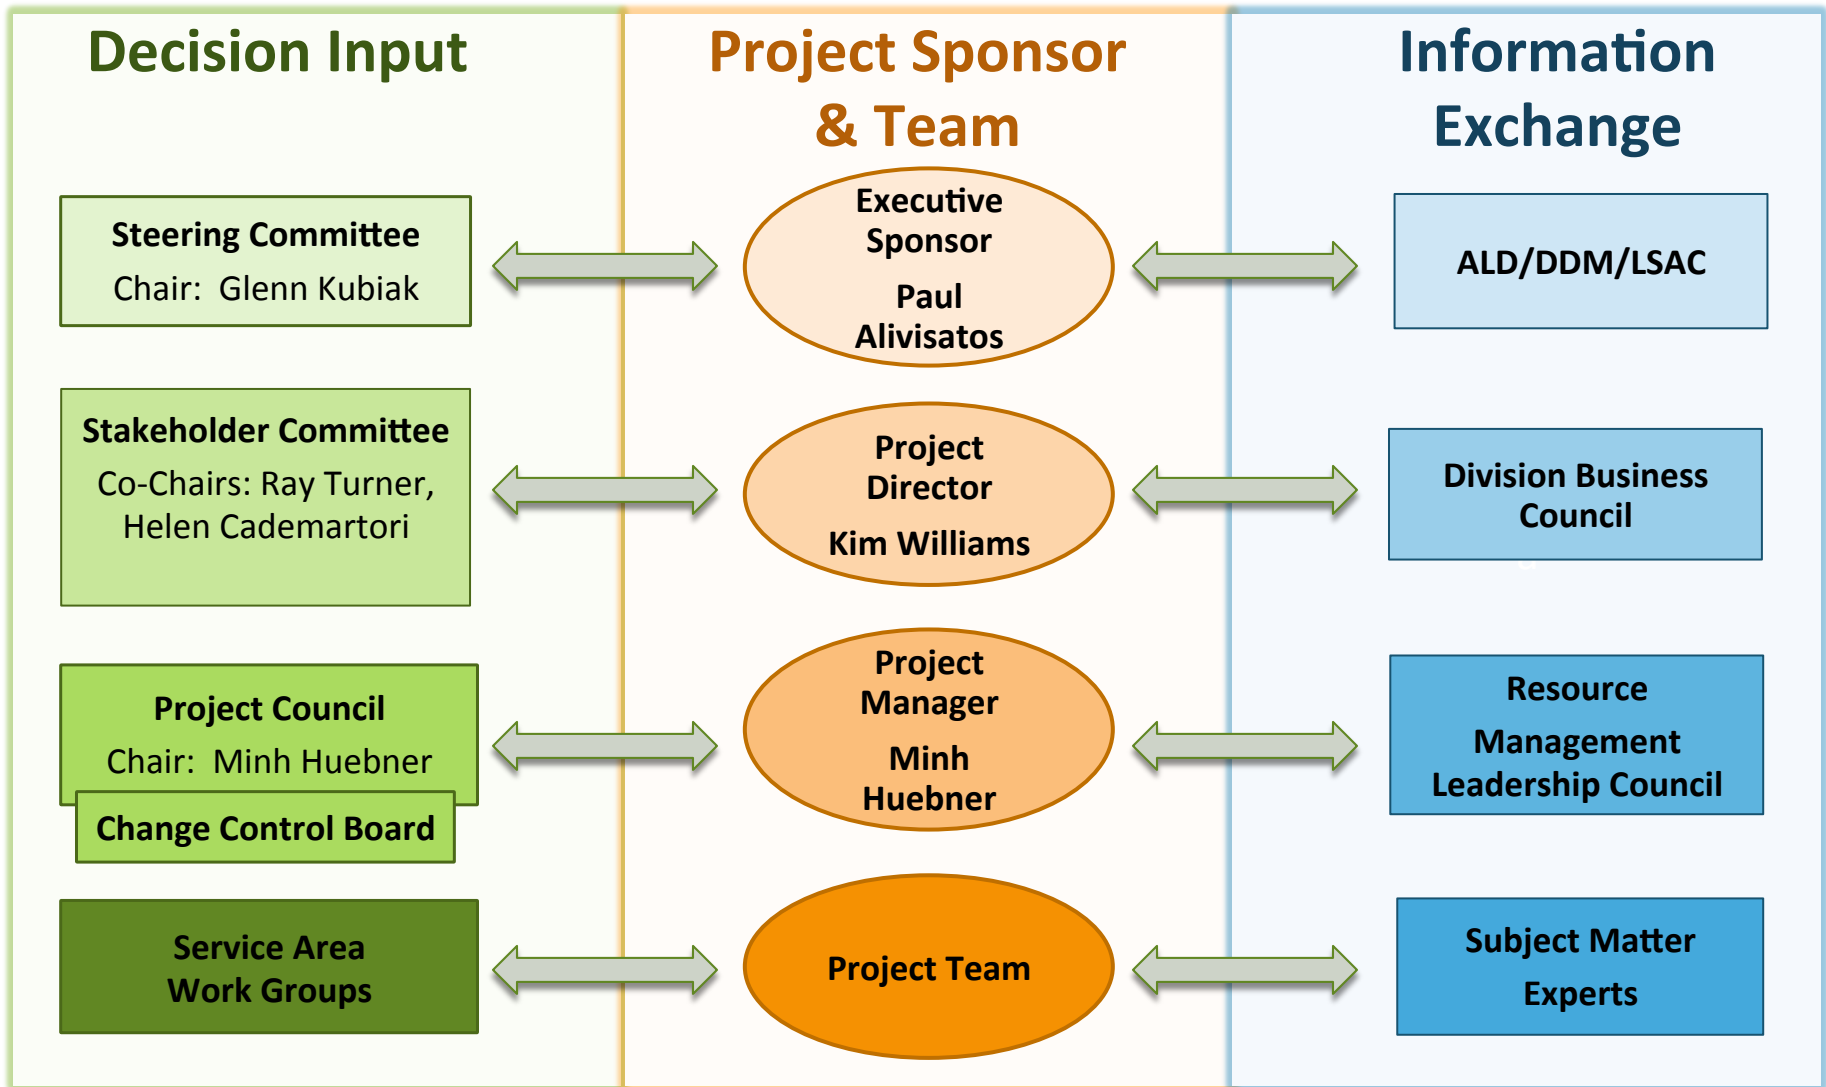 Decision Input
Project Sponsor
& Team
Information
Exchange
Steering Committee
Chair:  Glenn Kubiak
Executive
Sponsor
Paul
Alivisatos
ALD/DDM/LSAC
Stakeholder Committee
Co-Chairs: Ray Turner,
Helen Cademartori
Project
Director
Kim Williams
Division Business
Council
Project Council
Chair:  Minh Huebner
Change Control Board
Project
Manager
Minh
Huebner
Resource
Management
Leadership Council
Service Area
Work Groups
Project Team
Subject Matter
Experts